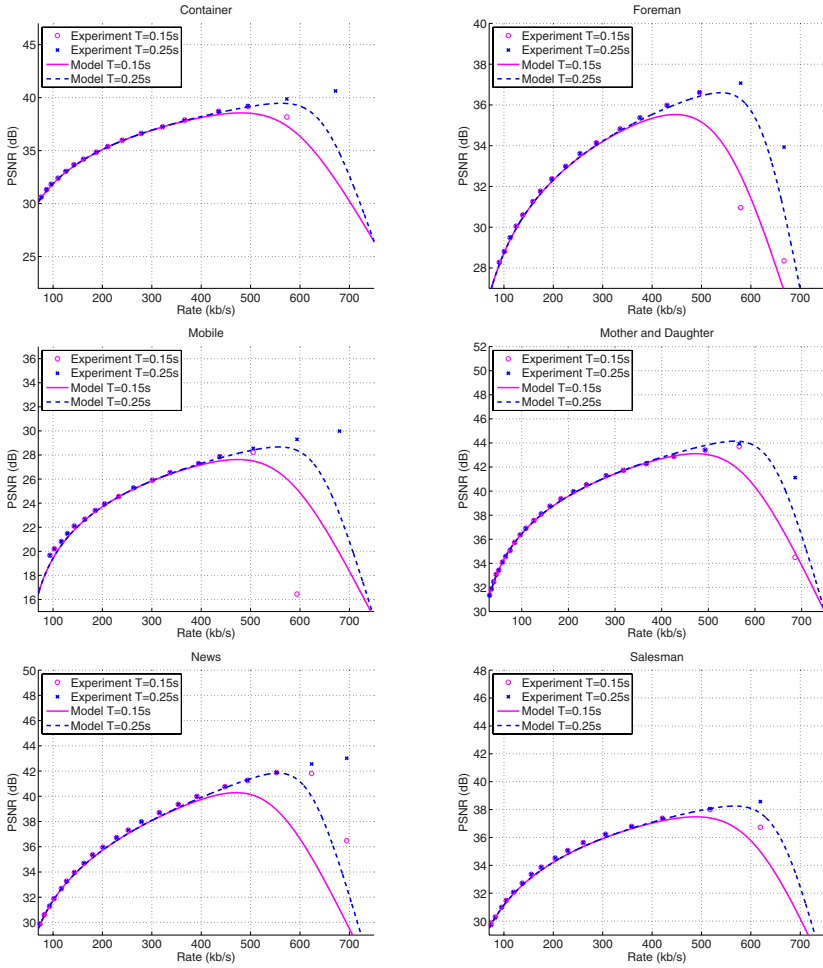 Container
45
40
35
30
25
PSNR (dB)
Experiment T=0.15s
Experiment T=0.25s
Model T=0.15s
Model T=0.25s
100 200 300 400 500 600 700
Rate (kb/s)
Foreman
40
38
36
34
32
30
28
PSNR (dB)
Experiment T=0.15s
Experiment T=0.25s
Model T=0.15s
Model T=0.25s
100 200 300 400 500 600 700
Rate (kb/s)
Mobile
36
34
32
30
28
26
24
22
20
18
16
PSNR (dB)
Experiment T=0.15s
Experiment T=0.25s
Model T=0.15s
Model T=0.25s
100 200 300 400 500 600 700
Rate (kb/s)
Mother and Daughter
52
50
48
46
44
42
40
38
36
34
32
30
PSNR (dB)
Experiment T=0.15s
Experiment T=0.25s
Model T=0.15s
Model T=0.25s
100 200 300 400 500 600 700
Rate (kb/s)
News
50
48
46
44
42
40
38
36
34
32
30
PSNR (dB)
Experiment T=0.15s
Experiment T=0.25s
Model T=0.15s
Model T=0.25s
100 200 300 400 500 600 700
Rate (kb/s)
Salesman
48
46
44
42
40
38
36
34
32
30
PSNR (dB)
Experiment T=0.15s
Experiment T=0.25s
Model T=0.15s
Model T=0.25s
100 200 300 400 500 600 700
Rate (kb/s)